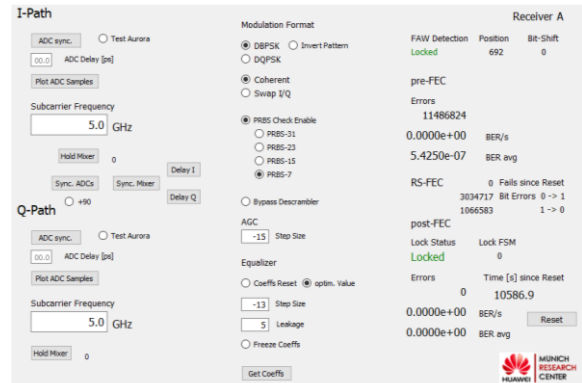 I-Path
ADC sync. Test Aurora
00.0 ADC Delay [ps]
Plot ADC Samples
Subcarrier Frequency
5.0 GHz
Hold Mixer 0
Delay I
Sync. ADCs Sync. Mixer
+90 Delay Q
Q-Path
ADC sync. Test Aurora
00.0 ADC Delay [ps]
Plot ADC Samples
Subcarrier Frequency
5.0 GHz
Hold Mixer 0
Modulation Format
DBPSK Invert Pattern
DQPSK
Coherent
Swap I/Q
PRBS Check Enable
PRBS-31
PRBS-23
PRBS-15
PRBS-7
Bypass Descrambler
AGC
-15 Step Size
Equalizer
Coeffs Reset optim. Value
-13 Step Size
5 Leakage
Freeze Coeffs
Get Coeffs
Receiver A
FAW Detection Position Bit-Shift
Locked 692 0
pre-FEC
Errors
11486824
0.0000e+00 BER/s
5.4250e-07 BER avg
RS-FEC 0 Fails since Reset
3034717 Bit Errors 0 -> 1
1066583 1 -> 0
post-FEC
Lock Status Lock FSM
Locked 0
Errors Time [s] since Reset
0 10586.9
0.0000e+00 BER/s Reset
0.0000e+00 BER avg
HUAWEI
MUNICH
RESEARCH
CENTER